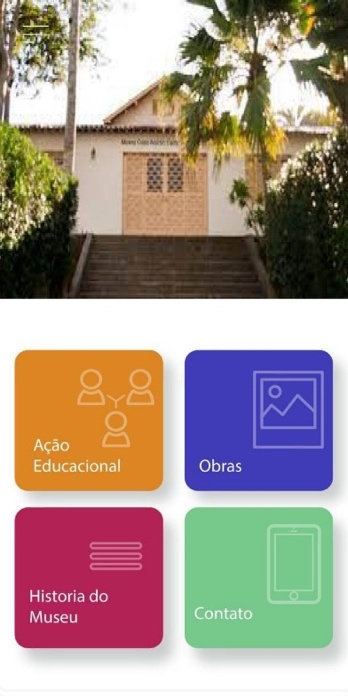 Ação
Educacional
Obras
Historia do
Museu
Contato